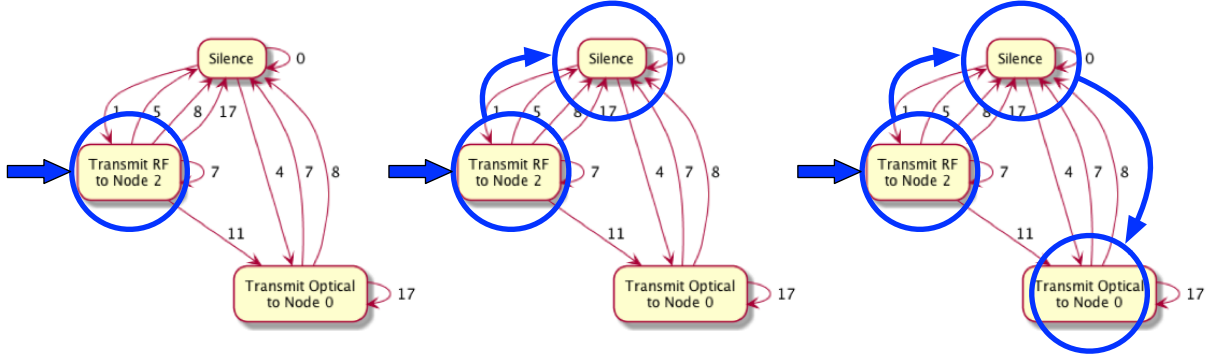 Silence
0
1
5
8
17
Transmit RF
to Node 2
7
4
7
8
11
Transmit Optical
to Node 0
17
Silence
0
1
5
8
17
Transmit RF
to Node 2
7
4
7
8
11
Transmit Optical
to Node 0
17
Silence
0
1
5
8
17
Transmit RF
to Node 2
7
4
7
8
11
Transmit Optical
to Node 0
17